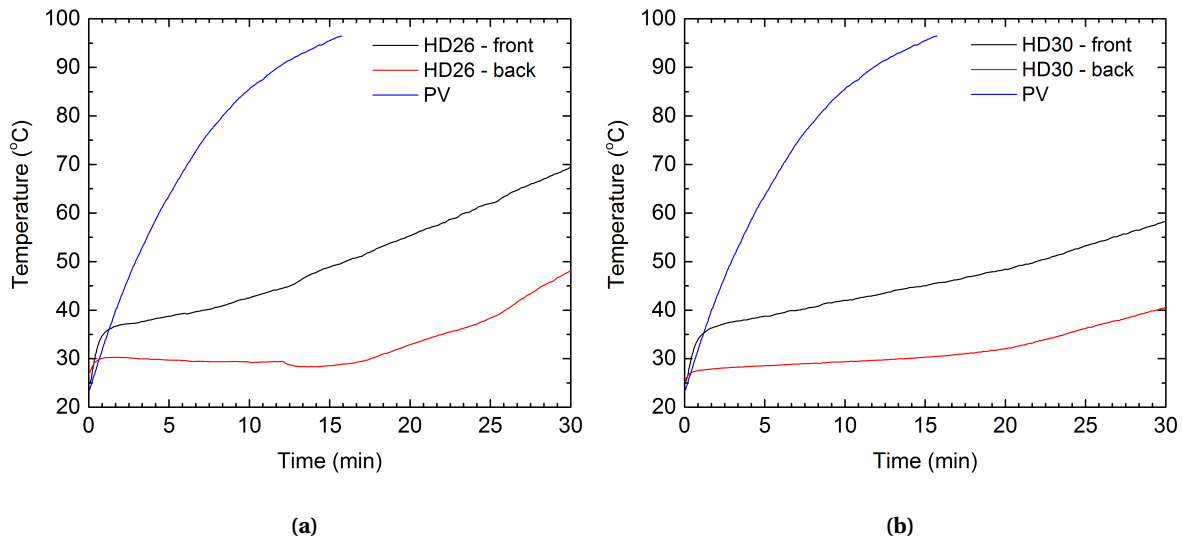 100
90
80
70
60
50
40
30
20
Temperature (°C)
0 5 10 15 20 25 30
Time (min)
HD26 - front
HD26 - back
PV
(a)
100
90
80
70
60
50
40
30
20
Temperature (°C)
0 5 10 15 20 25 30
Time (min)
HD30 - front
HD30 - back
PV
(b)